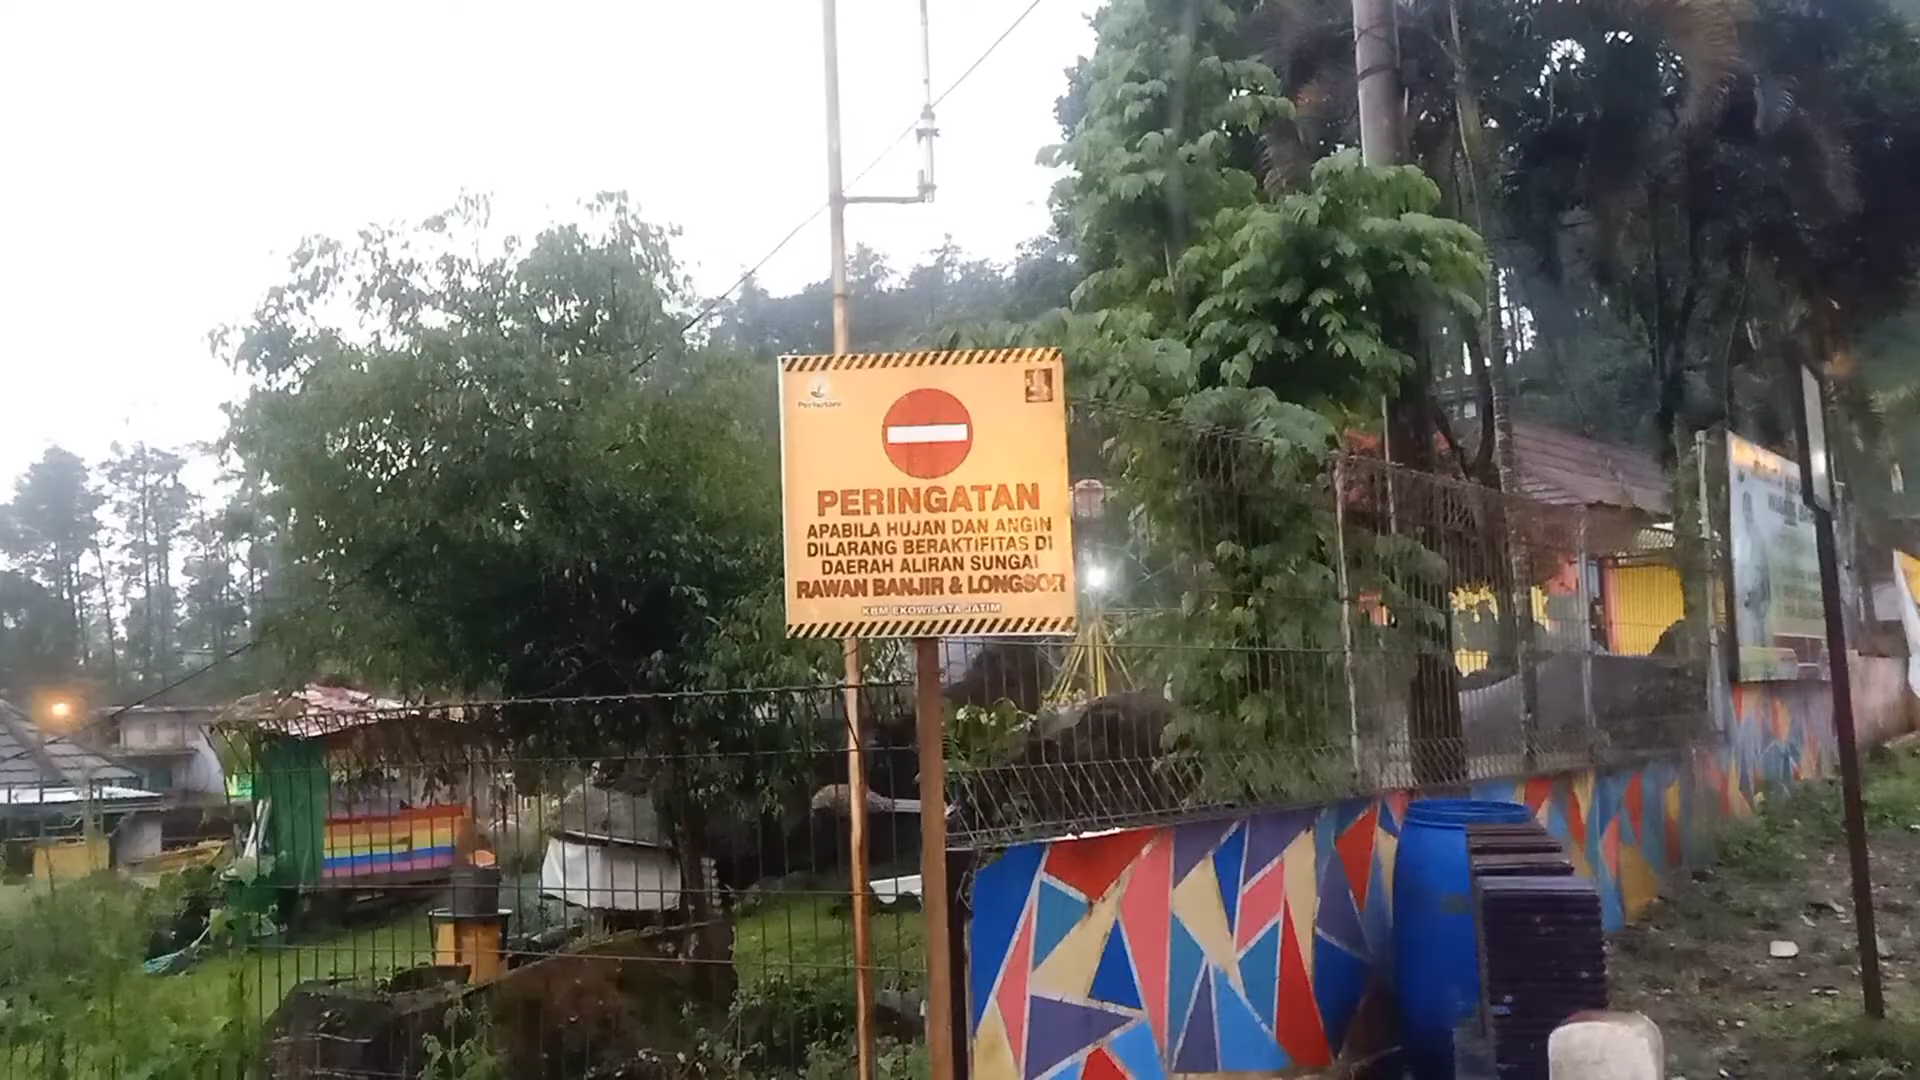 Perhutani
PERINGATAN
APABILA HUJAN DAN ANGIN
DILARANG BERAKTIFITAS DI
DAERAH ALIRAN SUNGAI
RAWAN BANJIR & LONGSOR
KBM EKOWISATA JATIM